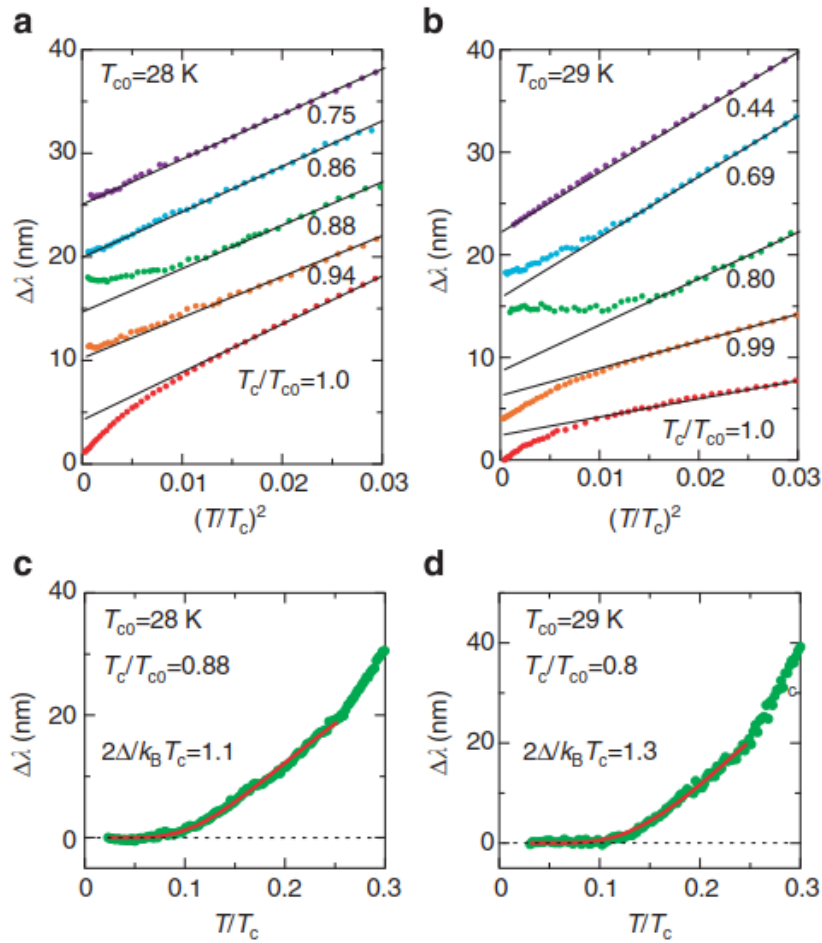 a
T_c0=28 K
40
30
20
10
0
Δλ (nm)
0.75
0.86
0.88
0.94
T_c/T_c0=1.0
0
0.01
0.02
0.03
(T/T_c)²
b
T_c0=29 K
40
30
20
10
0
Δλ (nm)
0.44
0.69
0.80
0.99
T_c/T_c0=1.0
0
0.01
0.02
0.03
(T/T_c)²
c
40
20
0
Δλ (nm)
T_c0=28 K
T_c/T_c0=0.88
2Δ/k_BT_c=1.1
0
0.1
0.2
0.3
T/T_c
d
40
20
0
Δλ (nm)
T_c0=29 K
T_c/T_c0=0.8
c
2Δ/k_BT_c=1.3
0
0.1
0.2
0.3
T/T_c